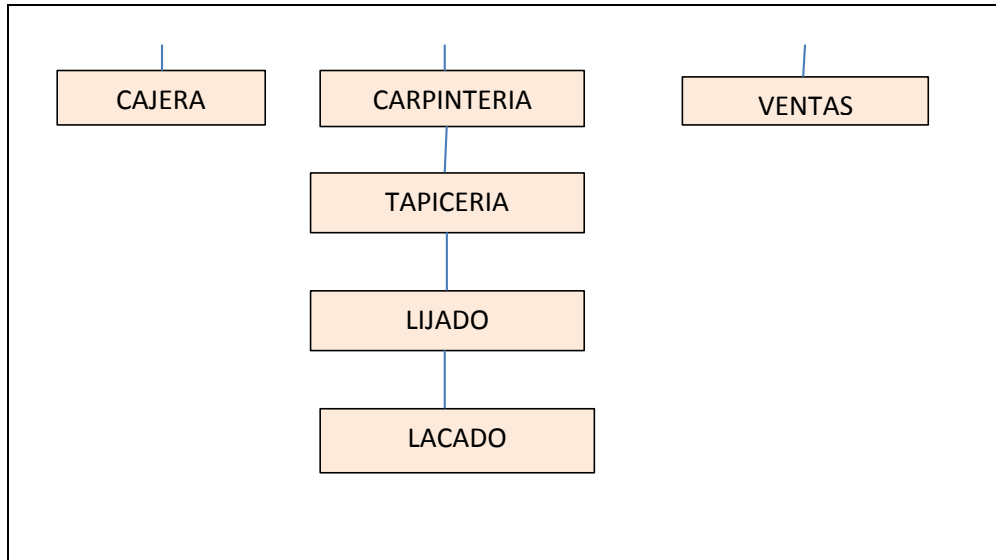 CAJERA
CARPINTERIA
VENTAS
TAPICERIA
LIJADO
LACADO